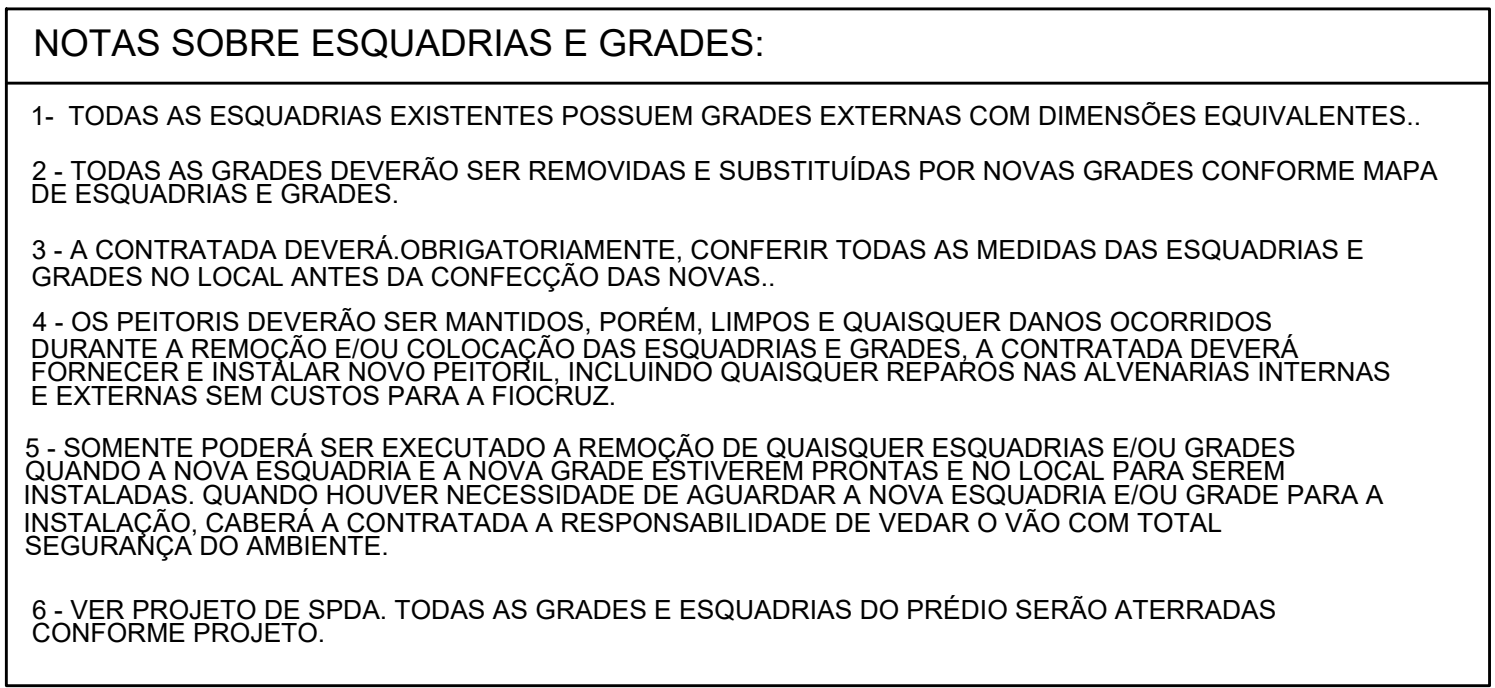 NOTAS SOBRE ESQUADRIAS E GRADES:
1- TODAS AS ESQUADRIAS EXISTENTES POSSUEM GRADES EXTERNAS COM DIMENSÕES EQUIVALENTES..
2 - TODAS AS GRADES DEVERÃO SER REMOVIDAS E SUBSTITUÍDAS POR NOVAS GRADES CONFORME MAPA
DE ESQUADRIAS E GRADES.
3 - A CONTRATADA DEVERÁ.OBRIGATORIAMENTE, CONFERIR TODAS AS MEDIDAS DAS ESQUADRIAS E
GRADES NO LOCAL ANTES DA CONFECÇÃO DAS NOVAS..
4 - OS PEITORIS DEVERÃO SER MANTIDOS, PORÉM, LIMPOS E QUAISQUER DANOS OCORRIDOS
DURANTE A REMOÇÃO E/OU COLOCAÇÃO DAS ESQUADRIAS E GRADES, A CONTRATADA DEVERÁ
FORNECER E INSTALAR NOVO PEITORIL, INCLUINDO QUAISQUER REPAROS NAS ALVENARIAS INTERNAS
E EXTERNAS SEM CUSTOS PARA A FIOCRUZ.
5 - SOMENTE PODERÁ SER EXECUTADO A REMOÇÃO DE QUAISQUER ESQUADRIAS E/OU GRADES
QUANDO A NOVA ESQUADRIA E A NOVA GRADE ESTIVEREM PRONTAS E NO LOCAL PARA SEREM
INSTALADAS. QUANDO HOUVER NECESSIDADE DE AGUARDAR A NOVA ESQUADRIA E/OU GRADE PARA A
INSTALAÇÃO, CABERÁ A CONTRATADA A RESPONSABILIDADE DE VEDAR O VÃO COM TOTAL
SEGURANÇA DO AMBIENTE.
6 - VER PROJETO DE SPDA. TODAS AS GRADES E ESQUADRIAS DO PRÉDIO SERÃO ATERRADAS
CONFORME PROJETO.